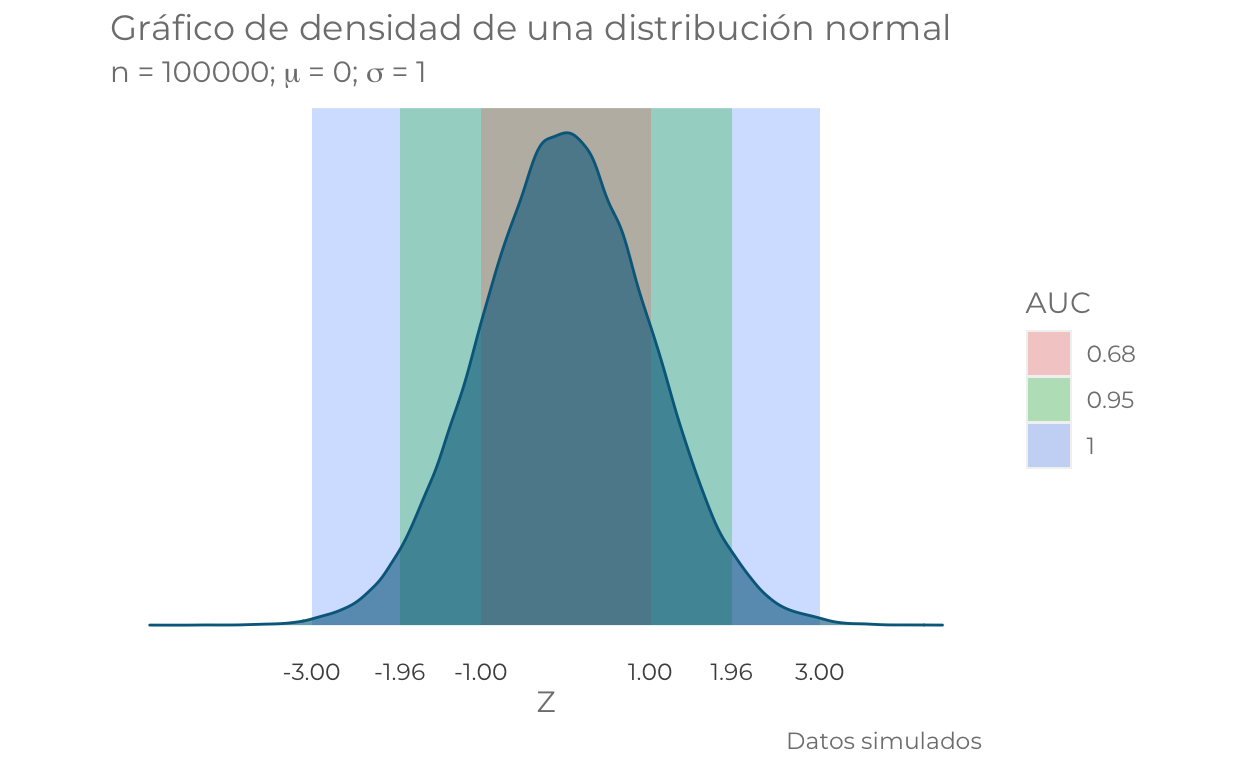 Gráfico de densidad de una distribución normal
n = 100000; μ = 0; σ = 1
AUC
0.68
0.95
1
-3.00 -1.96 -1.00 1.00 1.96 3.00
Z
Datos simulados